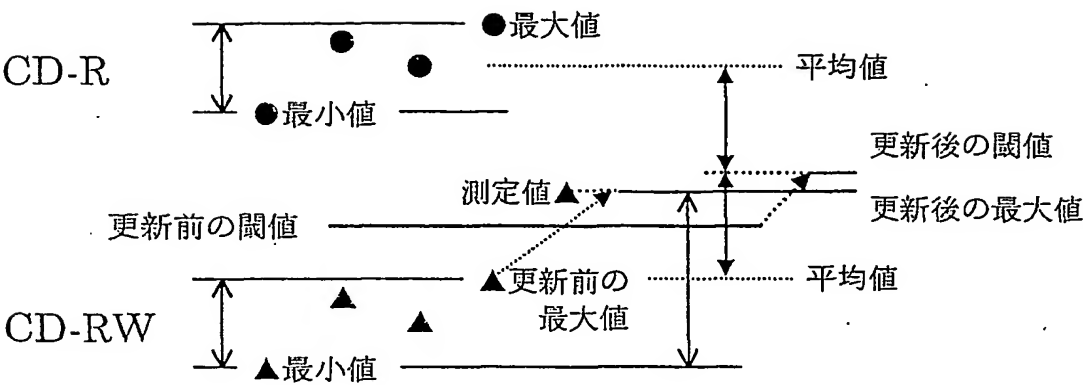 ●最大値
CD-R
平均値
●最小値
更新後の閾値
測定値▲
更新後の最大値
更新前の閾値
▲更新前の
最大値
平均値
CD-RW
▲最小値